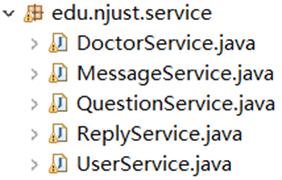 edu.njust.service
DoctorService.java
MessageService.java
QuestionService.java
ReplyService.java
UserService.java